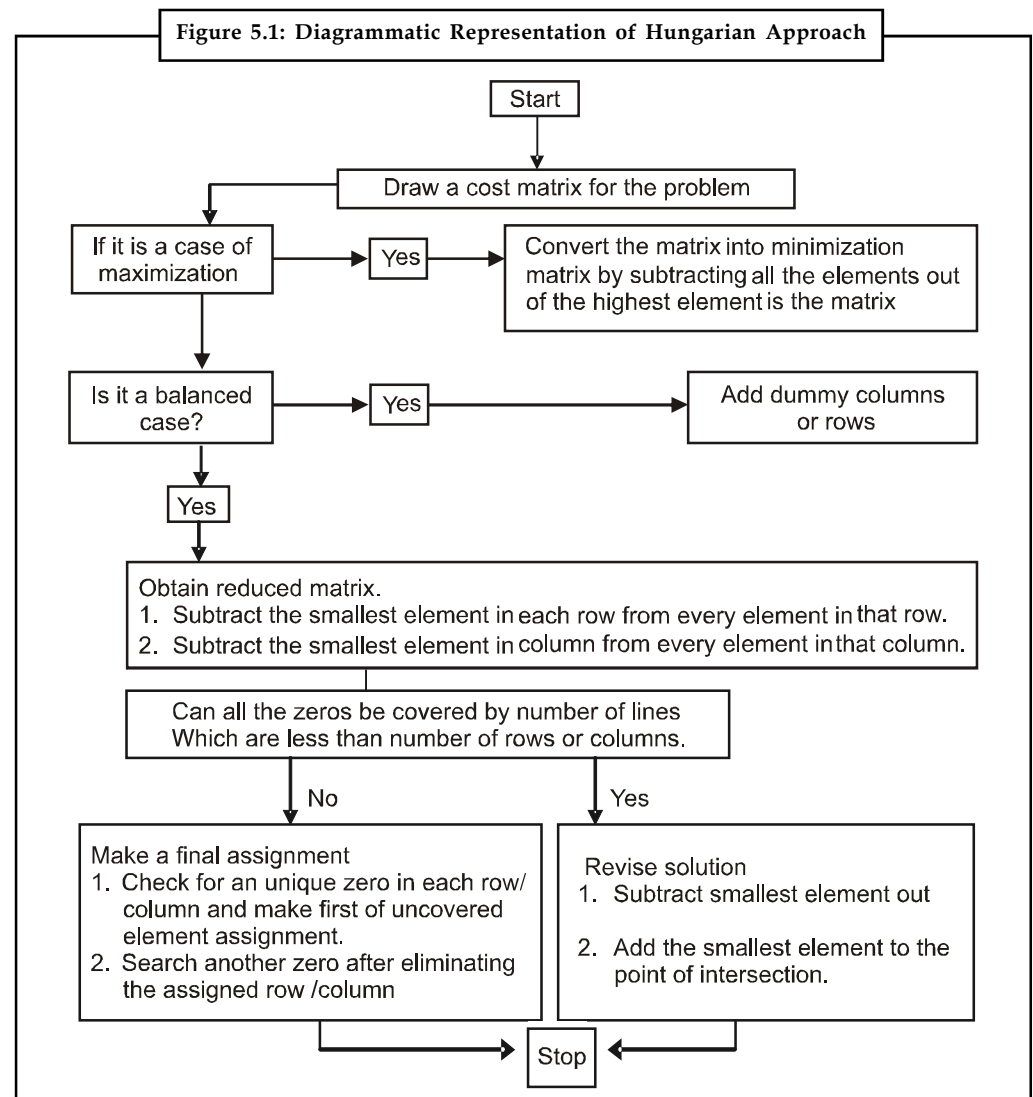 Figure 5.1: Diagrammatic Representation of Hungarian Approach
Start
Draw a cost matrix for the problem
If it is a case of
maximization
Yes
Convert the matrix into minimization
matrix by subtracting all the elements out
of the highest element is the matrix
Is it a balanced
case?
Yes
Add dummy columns
or rows
Yes
Obtain reduced matrix.
1. Subtract the smallest element in each row from every element in that row.
2. Subtract the smallest element in column from every element in that column.
Can all the zeros be covered by number of lines
Which are less than number of rows or columns.
No
Yes
Make a final assignment
1. Check for an unique zero in each row/
column and make first of uncovered
element assignment.
2. Search another zero after eliminating
the assigned row /column
Revise solution
1. Subtract smallest element out
2. Add the smallest element to the
point of intersection.
Stop